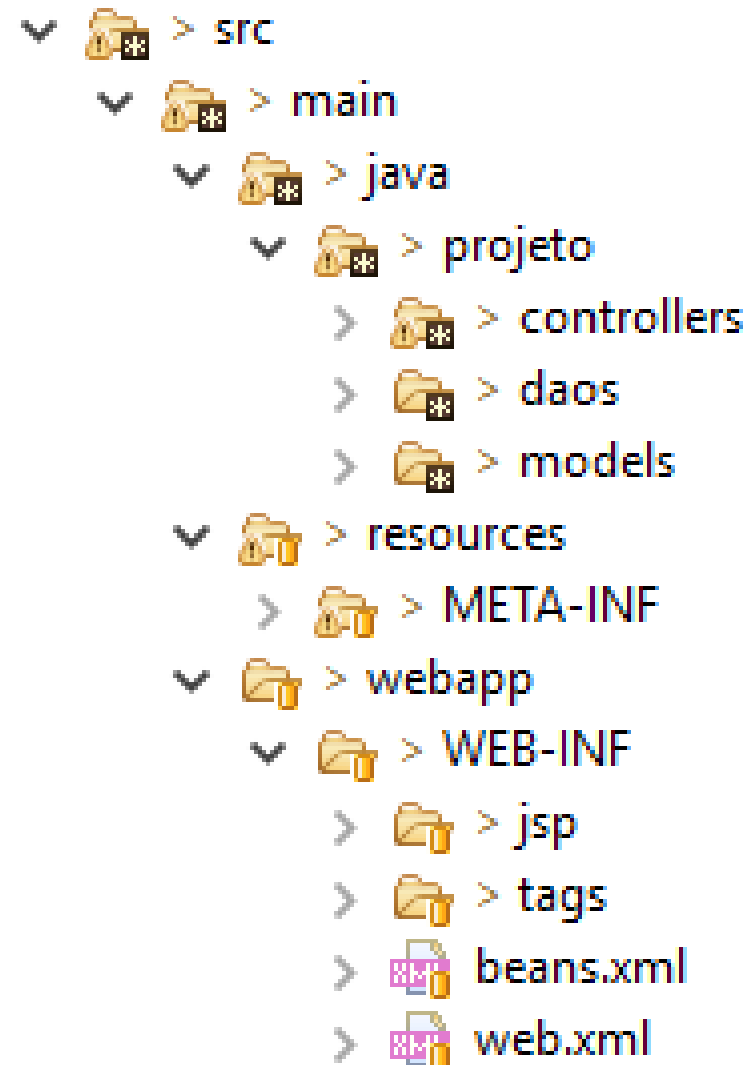 > src
> main
> java
> projeto
> controllers
> daos
> models
> resources
> META-INF
> webapp
> WEB-INF
> jsp
> tags
beans.xml
web.xml